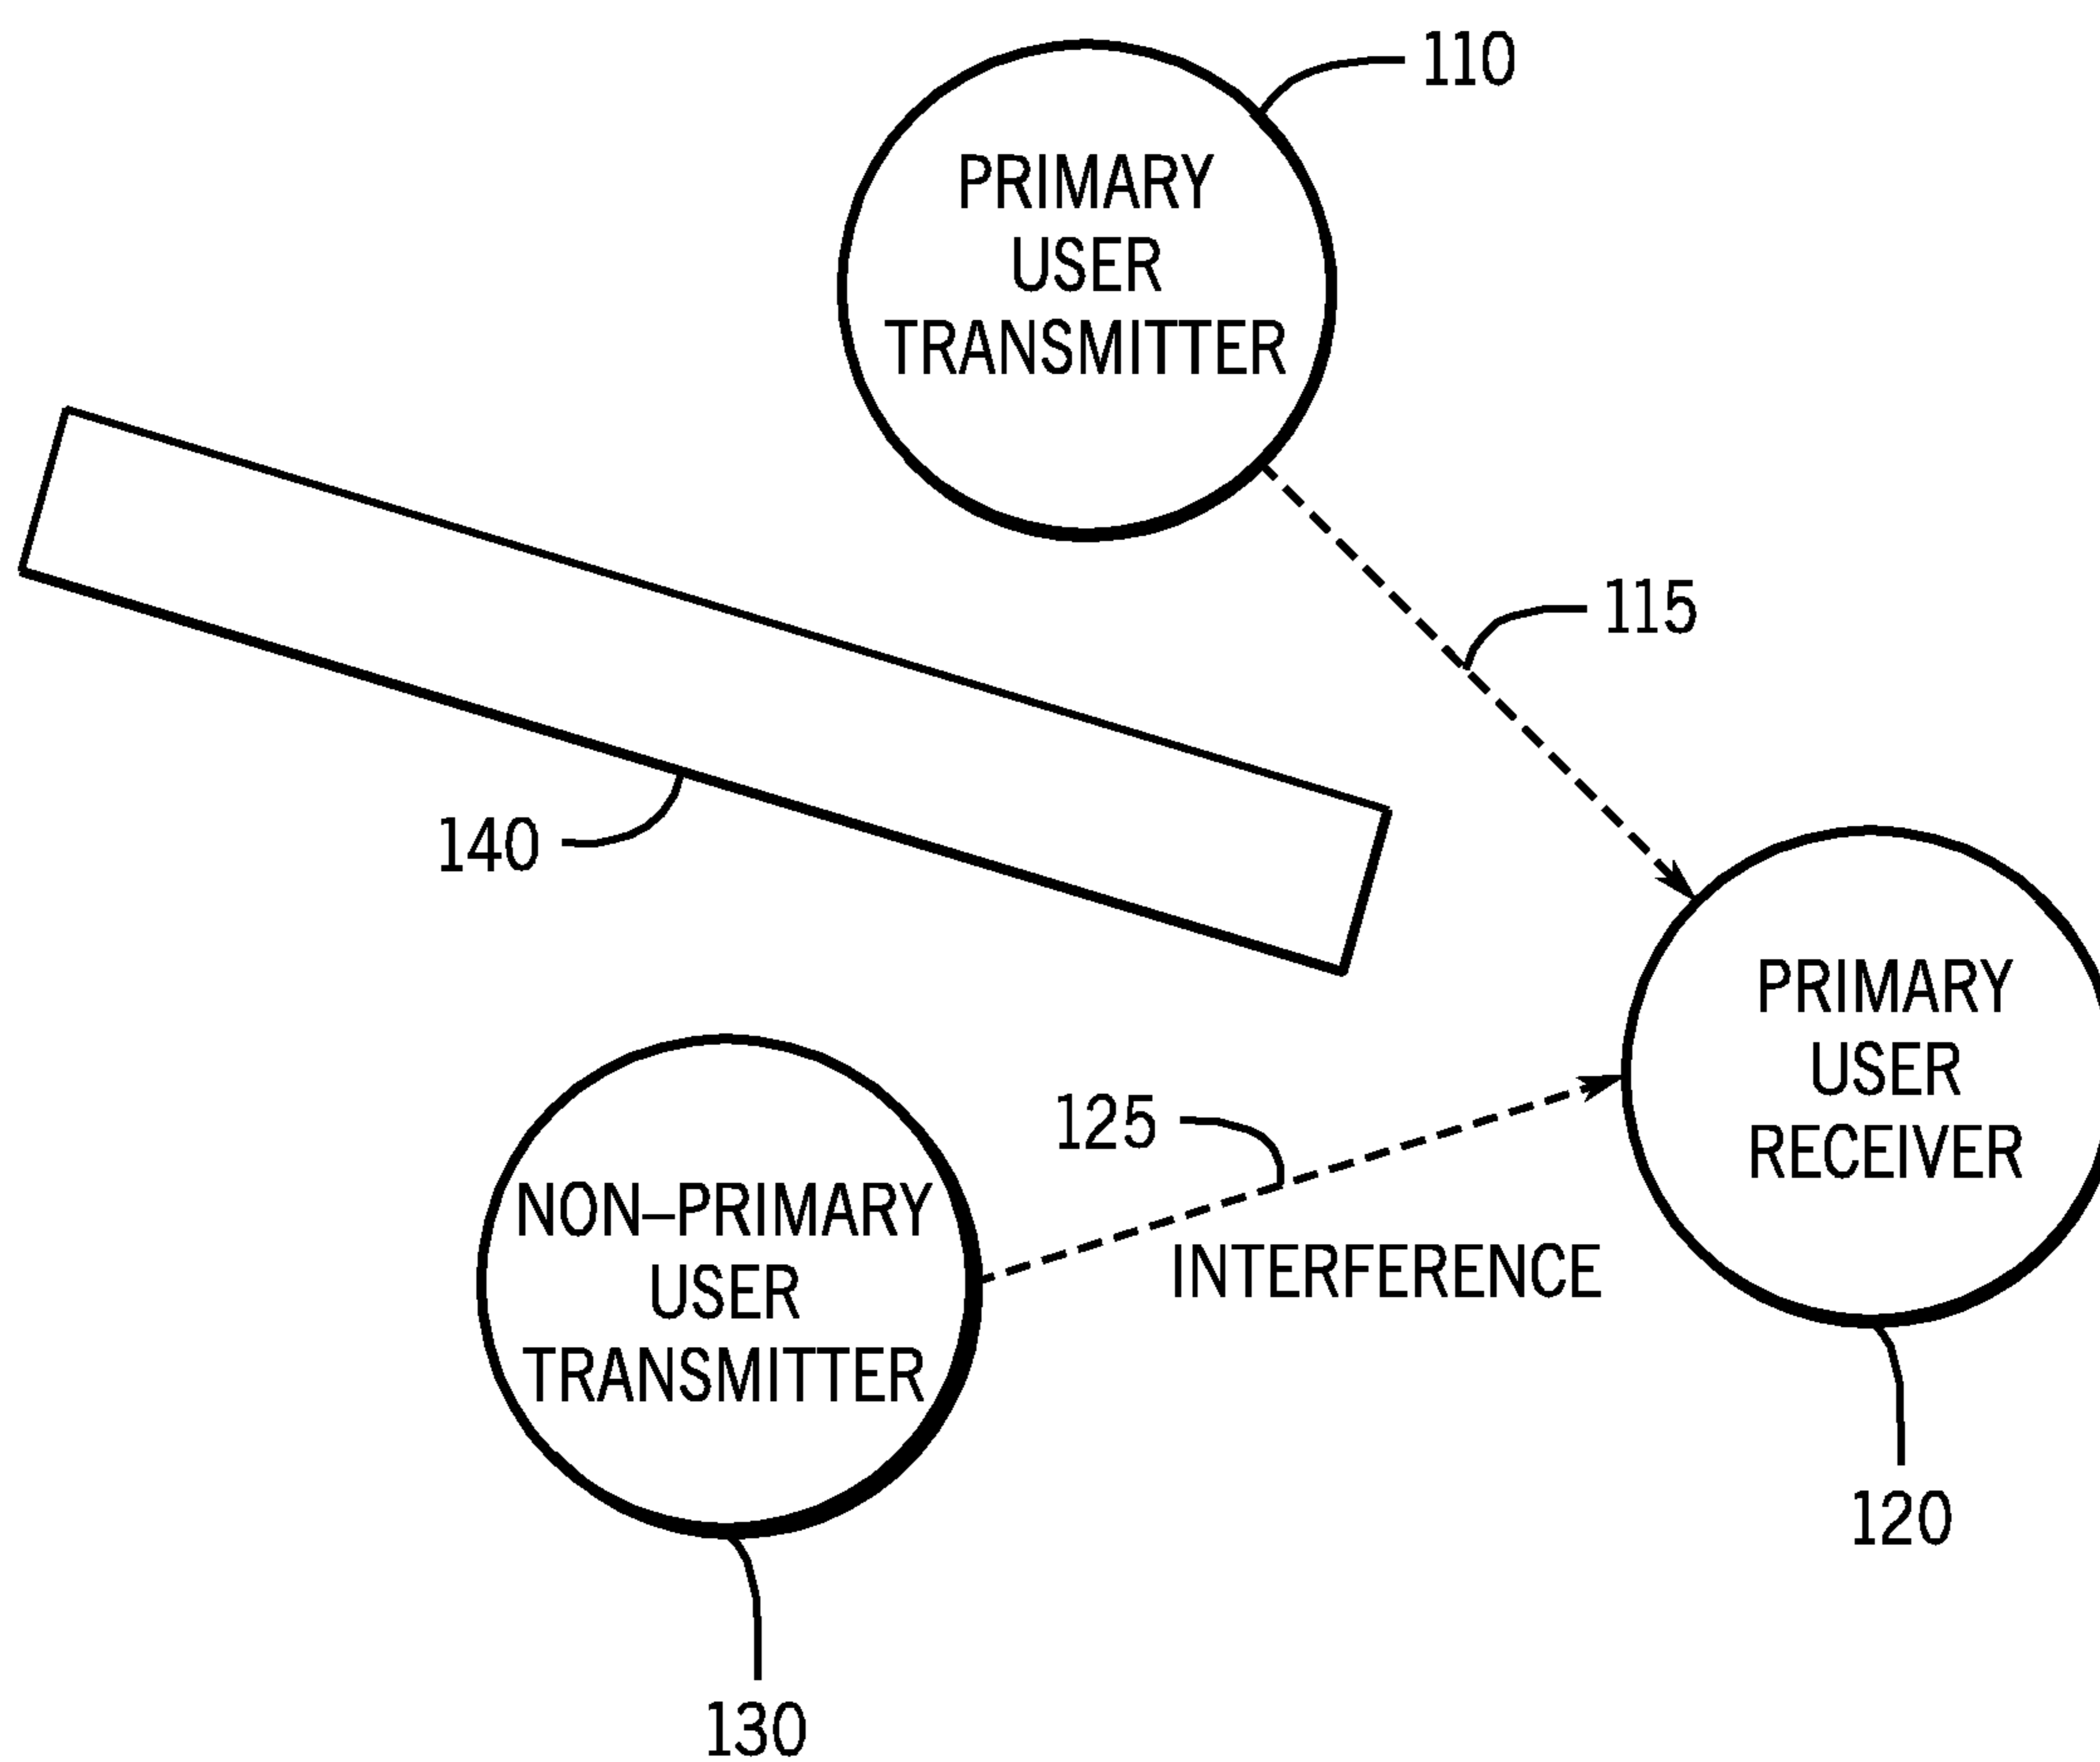 110
PRIMARY
USER
TRANSMITTER
115
140
PRIMARY
USER
RECEIVER
125
NON–PRIMARY
USER
TRANSMITTER
INTERFERENCE
120
130